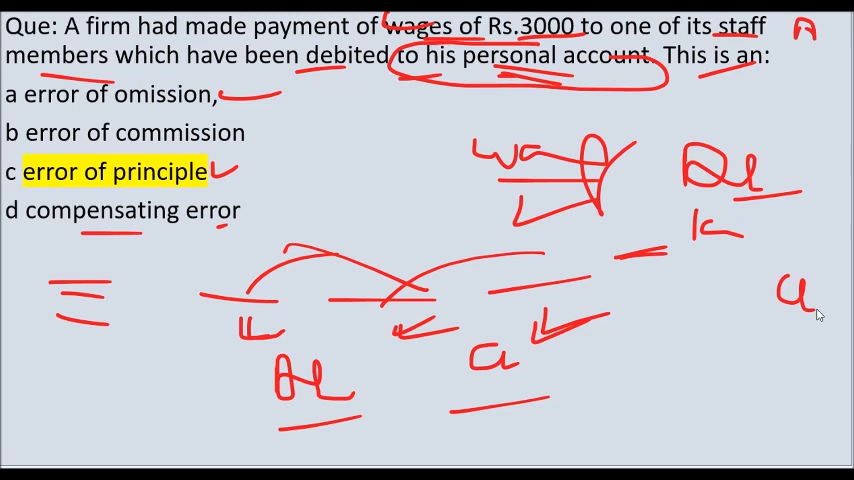 Que: A firm had made payment of wages of Rs.3000 to one of its staff
members which have been debited to his personal account. This is an:
a error of omission,
b error of commission
c error of principle
d compensating error